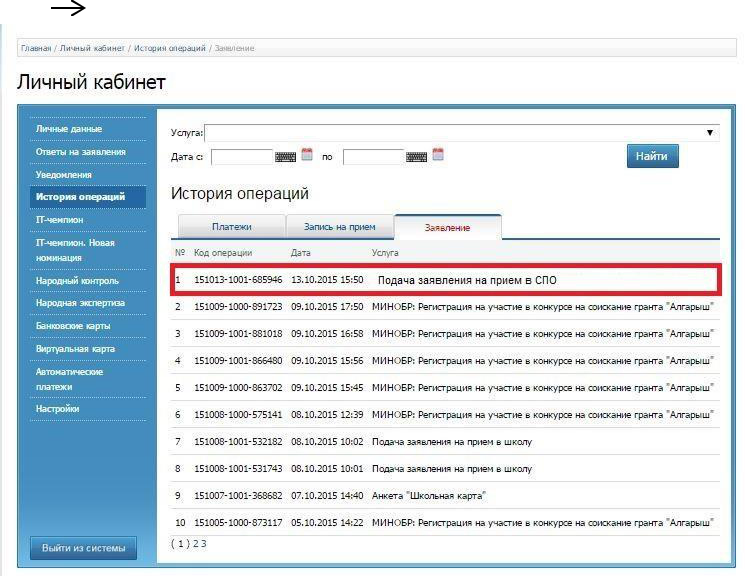 Главная / Личный кабинет / История операций / Заявление
Личный кабинет
Личные данные
Ответы на заявления
Уведомления
История операций
IT-чемпион
IT-чемпион. Новая
номинация
Народный контроль
Народная экспертиза
Банковские карты
Виртуальная карта
Автоматические
платежи
Настройки
Выйти из системы
Услуга:
Дата с: по Найти
История операций
Платежи Запись на прием Заявление
№ Код операции Дата Услуга
1 151013-1001-685946 13.10.2015 15:50 Подача заявления на прием в СПО
2 151009-1000-891723 09.10.2015 17:50 МИНОБР: Регистрация на участие в конкурсе на соискание гранта "Алгарыш"
3 151009-1001-881018 09.10.2015 16:58 МИНОБР: Регистрация на участие в конкурсе на соискание гранта "Алгарыш"
4 151009-1001-866480 09.10.2015 15:56 МИНОБР: Регистрация на участие в конкурсе на соискание гранта "Алгарыш"
5 151009-1000-863702 09.10.2015 15:45 МИНОБР: Регистрация на участие в конкурсе на соискание гранта "Алгарыш"
6 151008-1000-575141 08.10.2015 12:39 МИНОБР: Регистрация на участие в конкурсе на соискание гранта "Алгарыш"
7 151008-1001-532182 08.10.2015 10:02 Подача заявления на прием в школу
8 151008-1001-531743 08.10.2015 10:01 Подача заявления на прием в школу
9 151007-1001-368682 07.10.2015 14:40 Анкета "Школьная карта"
10 151005-1000-873117 05.10.2015 14:22 МИНОБР: Регистрация на участие в конкурсе на соискание гранта "Алгарыш"
( 1 ) 2 3